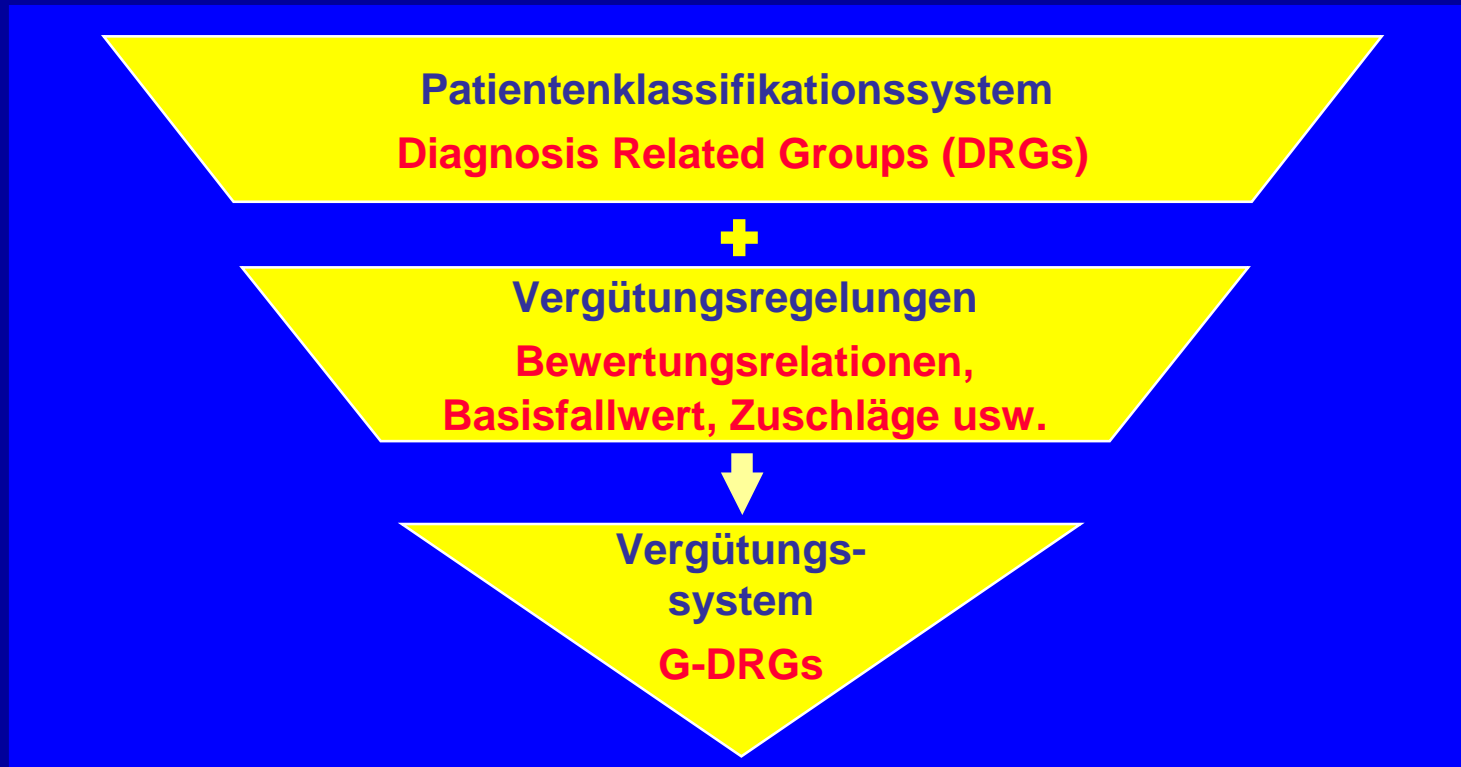 Patientenklassifikationssystem
Diagnosis Related Groups (DRGs)
Vergütungsregelungen
Bewertungsrelationen,
Basisfallwert, Zuschläge usw.
Vergütungs-
system
G-DRGs